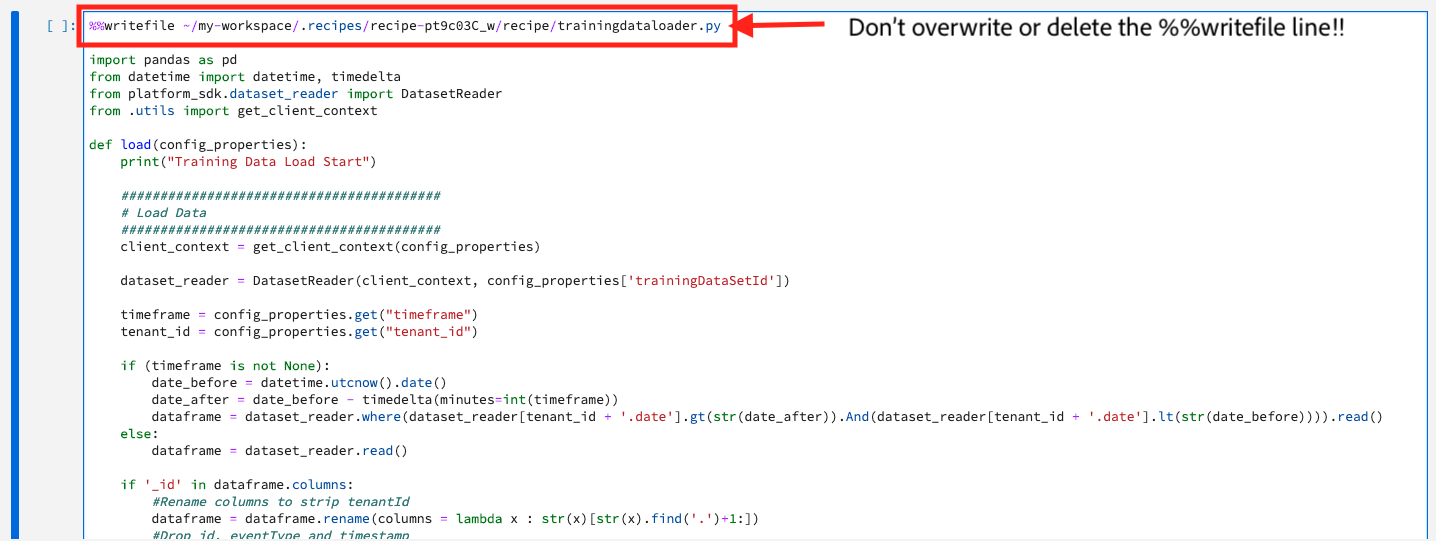 [ ]: %%writefile ~/my-workspace/.recipes/recipe-pt9c03C_w/recipe/trainingdataloader.py
Don't overwrite or delete the %%writefile line!!
import pandas as pd
from datetime import datetime, timedelta
from platform_sdk.dataset_reader import DatasetReader
from .utils import get_client_context
def load(config_properties):
    print("Training Data Load Start")
    #########################################
    # Load Data
    #########################################
    client_context = get_client_context(config_properties)
    dataset_reader = DatasetReader(client_context, config_properties['trainingDataSetId'])
    timeframe = config_properties.get("timeframe")
    tenant_id = config_properties.get("tenant_id")
    if (timeframe is not None):
        date_before = datetime.utcnow().date()
        date_after = date_before - timedelta(minutes=int(timeframe))
        dataframe = dataset_reader.where(dataset_reader[tenant_id + '.date'].gt(str(date_after)).And(dataset_reader[tenant_id + '.date'].lt(str(date_before)))).read()
    else:
        dataframe = dataset_reader.read()
    if '_id' in dataframe.columns:
        #Rename columns to strip tenantId
        dataframe = dataframe.rename(columns = lambda x : str(x)[str(x).find('.')+1:])
        #Drop id, eventType and timestamp